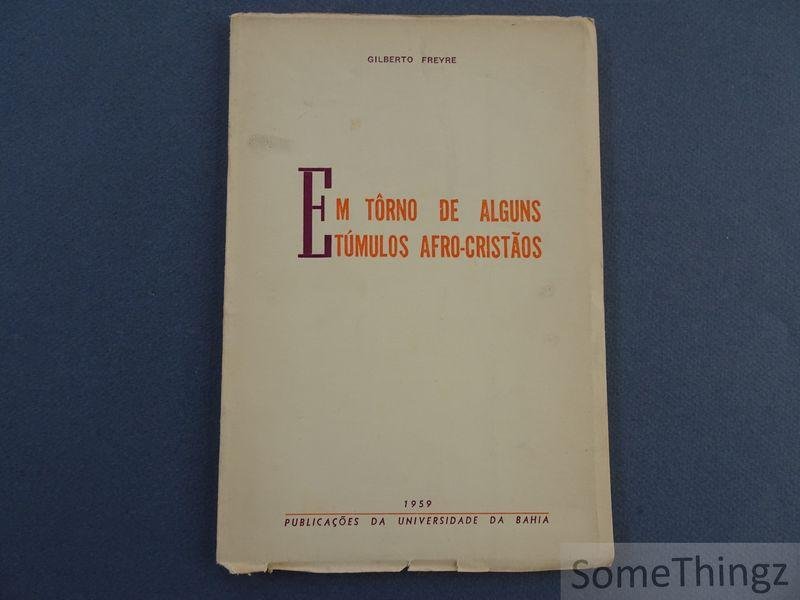 GILBERTO FREYRE
EM TÔRNO DE ALGUNS
TÚMULOS AFRO-CRISTÃOS
1959
PUBLICAÇÕES DA UNIVERSIDADE DA BAHIA
SomeThingz